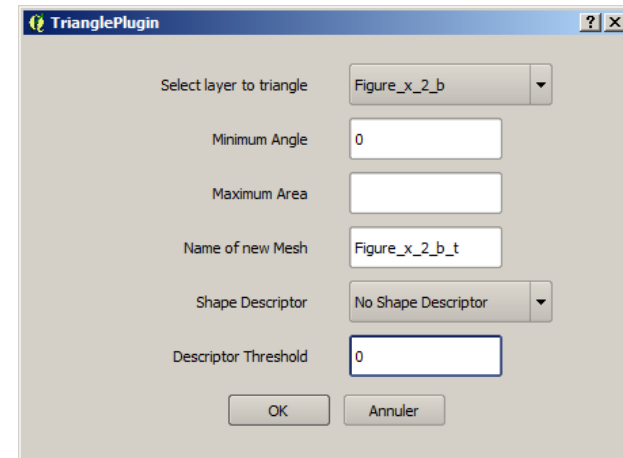 TrianglePlugin
Select layer to triangle Figure_x_2_b
Minimum Angle 0
Maximum Area
Name of new Mesh Figure_x_2_b_t
Shape Descriptor No Shape Descriptor
Descriptor Threshold 0
OK Annuler